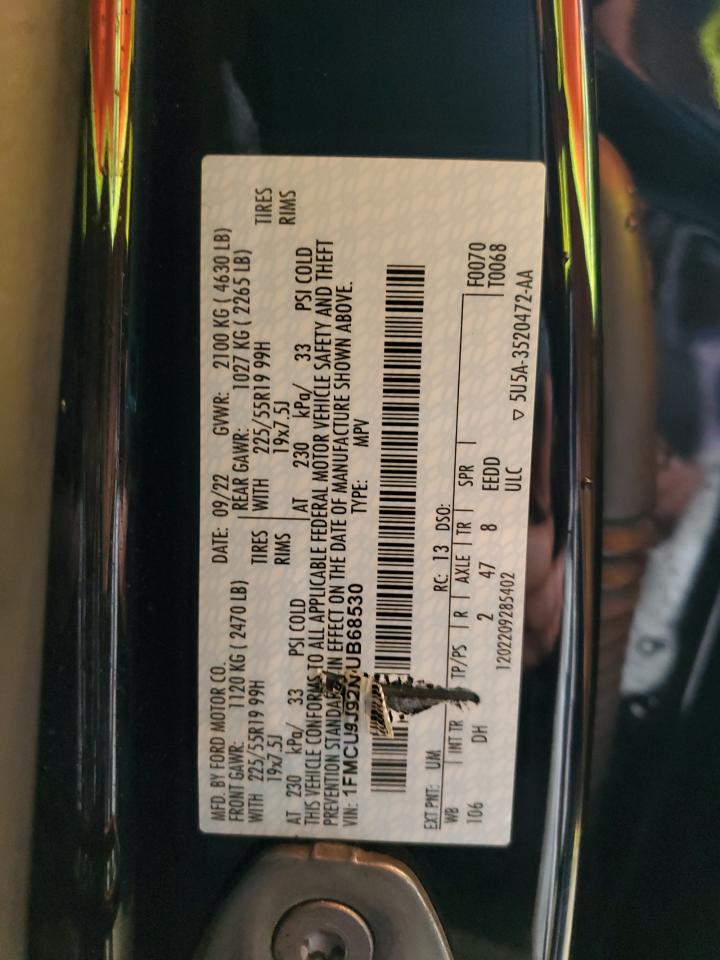 MFD. BY FORD MOTOR CO. DATE: 09/22 GVWR: 2100 KG ( 4630 LB)
FRONT GAWR: 1120 KG ( 2470 LB) REAR GAWR: 1027 KG ( 2265 LB)
WITH 225/55R19 99H TIRES WITH 225/55R19 99H TIRES
19x7.5J RIMS 19x7.5J RIMS
AT 230 kPa/ 33 PSI COLD AT 230 kPa/ 33 PSI COLD
THIS VEHICLE CONFORMS TO ALL APPLICABLE FEDERAL MOTOR VEHICLE SAFETY AND THEFT
PREVENTION STANDARDS IN EFFECT ON THE DATE OF MANUFACTURE SHOWN ABOVE.
VIN: 1FMCU9J92NUB68530 TYPE: MPV
EXT PNT: UM RC: 13 DSO:
WB INT TR TP/PS R AXLE TR SPR F0070
106 DH 2 47 8 EEDD T0068
ULC
1202209285402 ▽ 5U5A-3520472-AA